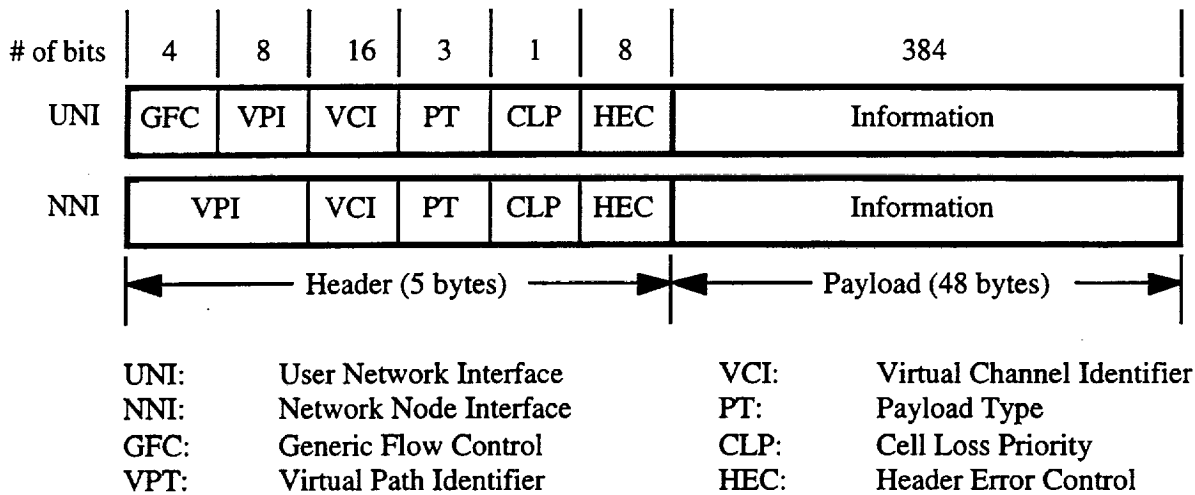 # of bits 4 8 16 3 1 8 384
UNI GFC VPI VCI PT CLP HEC Information
NNI VPI VCI PT CLP HEC Information
Header (5 bytes) Payload (48 bytes)
UNI: User Network Interface VCI: Virtual Channel Identifier
NNI: Network Node Interface PT: Payload Type
GFC: Generic Flow Control CLP: Cell Loss Priority
VPT: Virtual Path Identifier HEC: Header Error Control